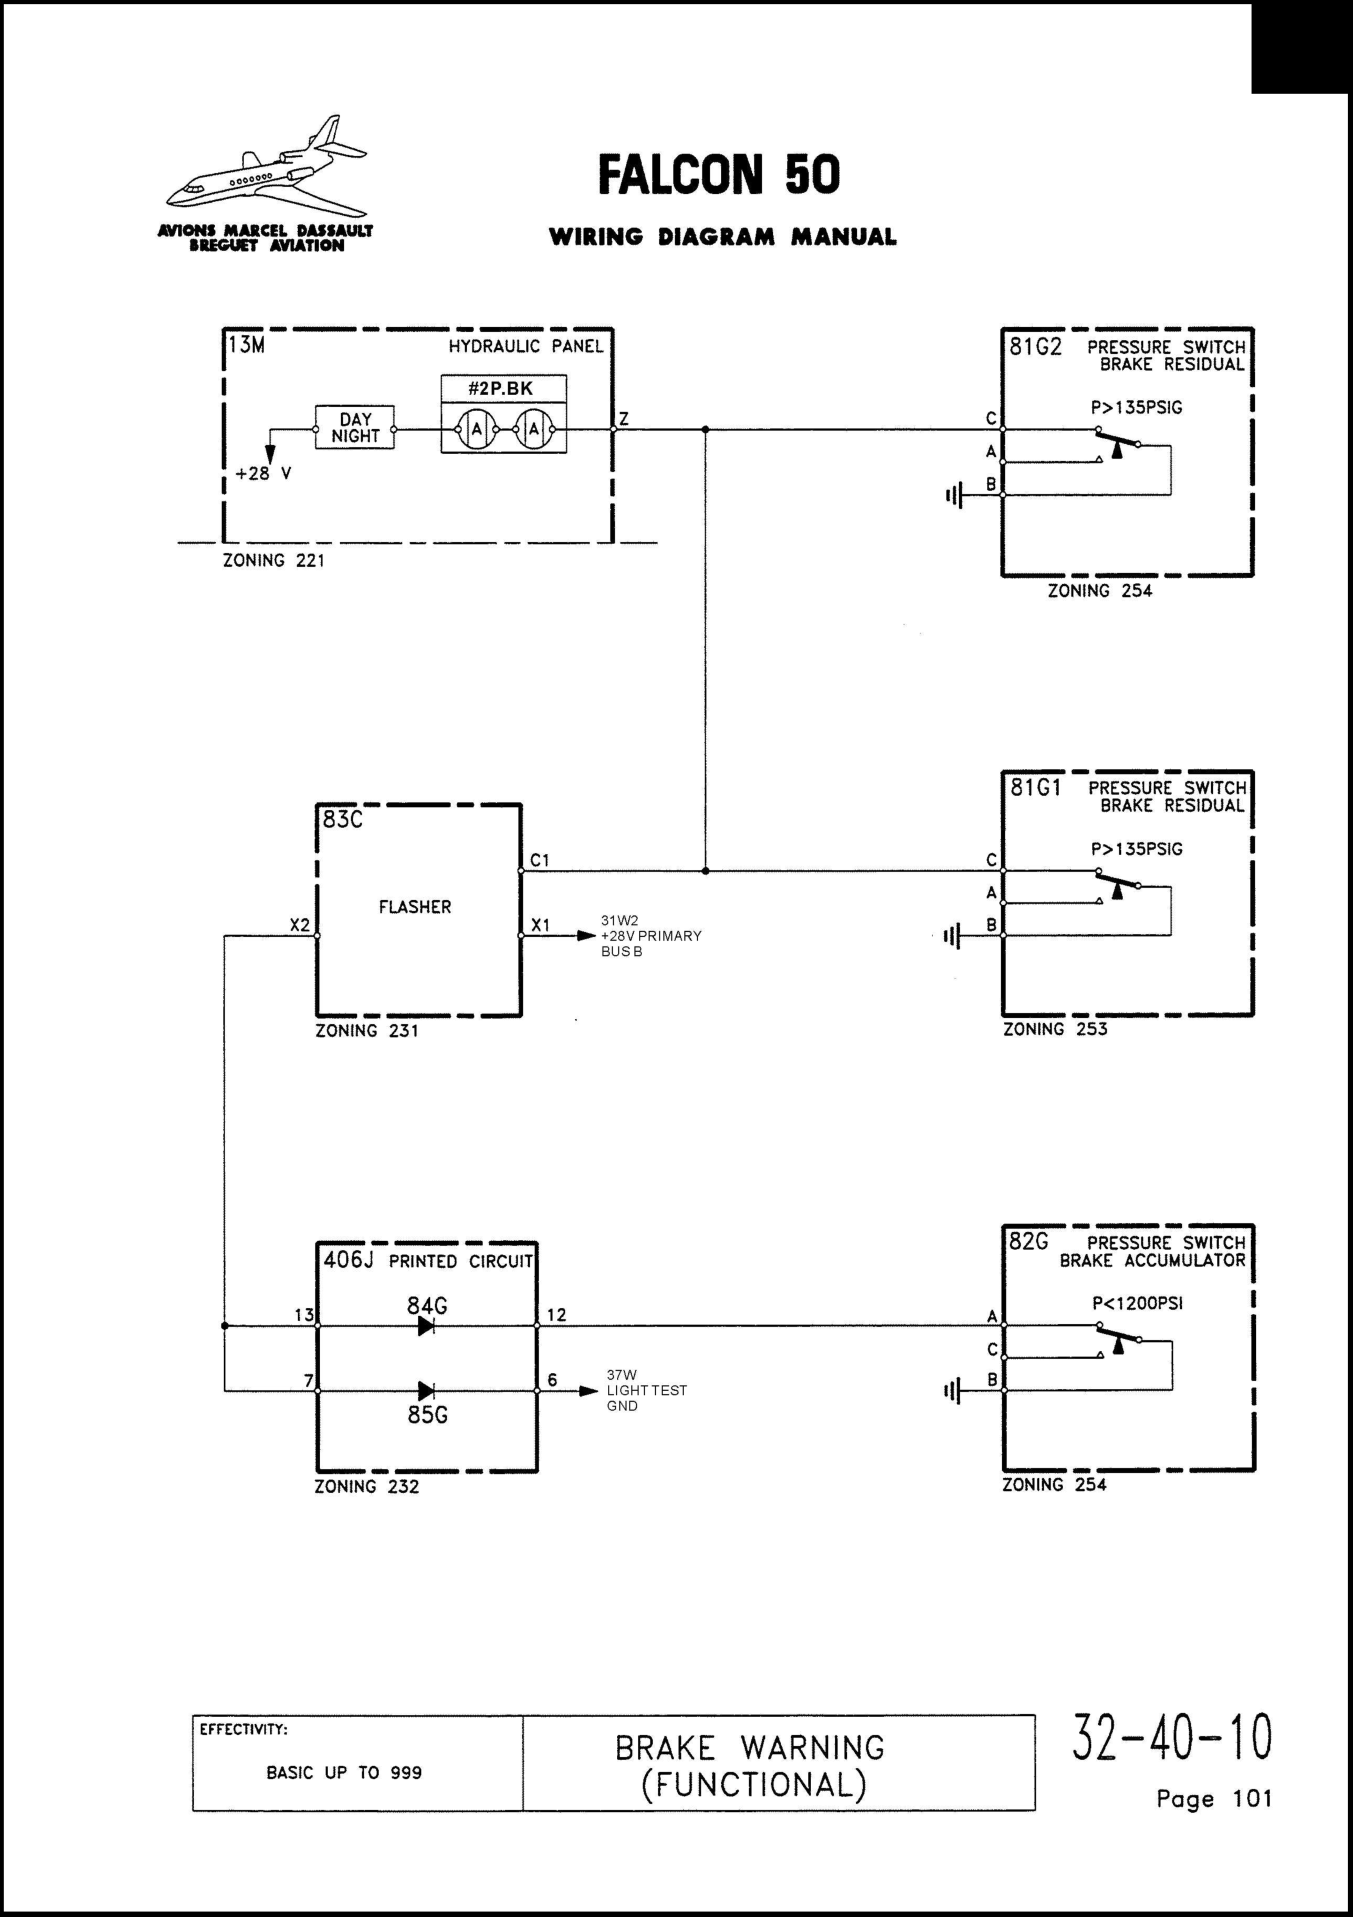 FALCON 50
WIRING DIAGRAM MANUAL
AVIONS MARCEL DASSAULT
BREGUET AVIATION
13M
HYDRAULIC PANEL
#2P.BK
DAY
NIGHT
A
A
Z
+28 V
ZONING 221
81G2
PRESSURE SWITCH
BRAKE RESIDUAL
P>135PSIG
C
A
B
ZONING 254
83C
FLASHER
C1
X2
X1
31W2
+28V PRIMARY
BUS B
ZONING 231
81G1
PRESSURE SWITCH
BRAKE RESIDUAL
P>135PSIG
C
A
B
ZONING 253
406J PRINTED CIRCUIT
84G
13
12
7
6
85G
37W
LIGHT TEST
GND
ZONING 232
82G
PRESSURE SWITCH
BRAKE ACCUMULATOR
P<1200PSI
A
C
B
ZONING 254
EFFECTIVITY:
BASIC UP TO 999
BRAKE WARNING
(FUNCTIONAL)
32-40-10
Page 101